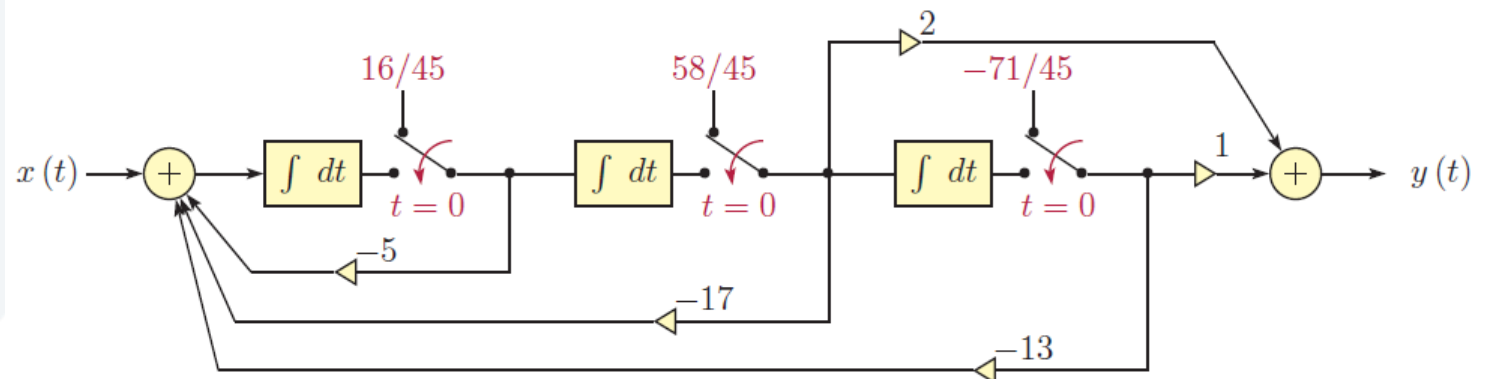 2
16/45
58/45
−71/45
1
x (t)
+
∫ dt
∫ dt
∫ dt
+
y (t)
t = 0
t = 0
t = 0
−5
−17
−13